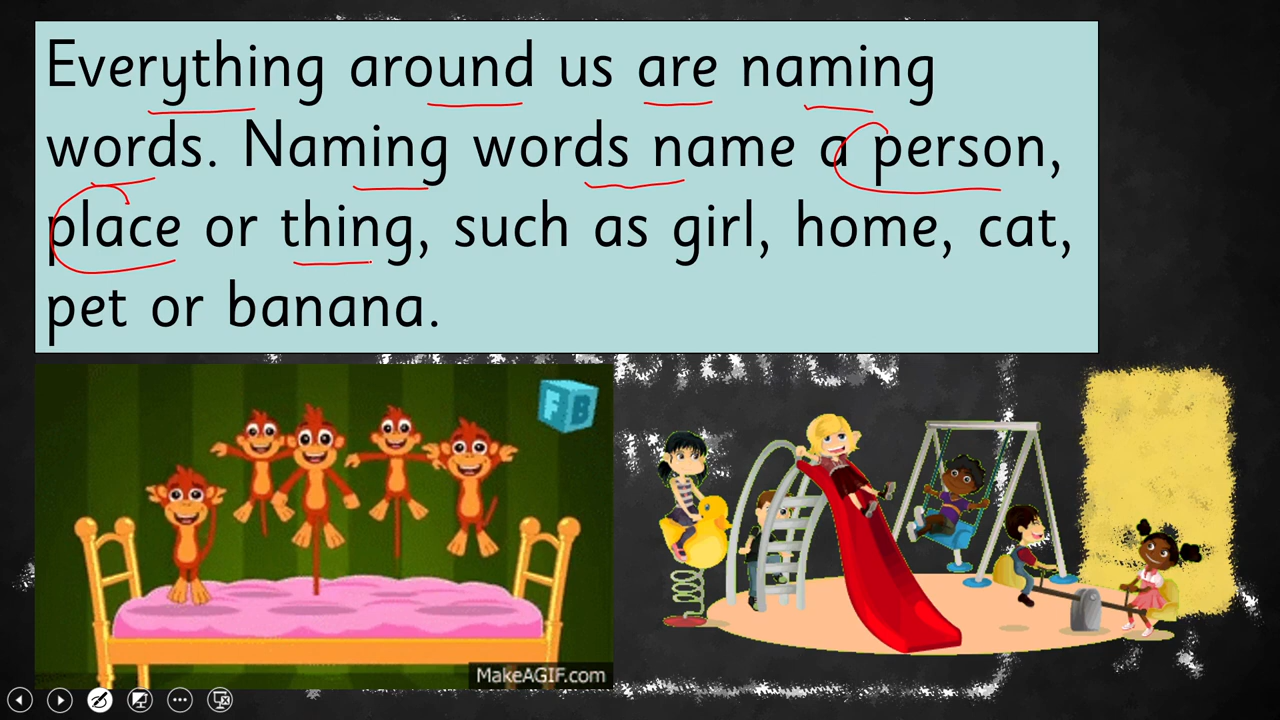 Everything around us are naming
words. Naming words name a person,
place or thing, such as girl, home, cat,
pet or banana.
F B
MakeAGIF.com